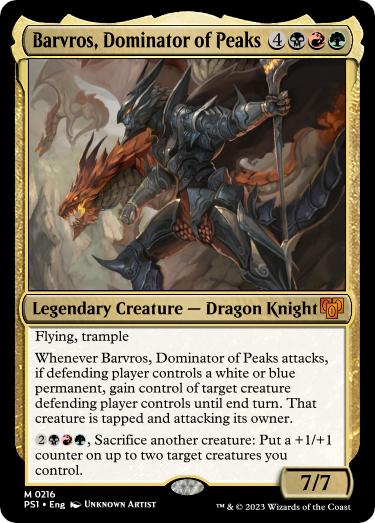 Barvros, Dominator of Peaks 4
Legendary Creature — Dragon Knight
Flying, trample
Whenever Barvros, Dominator of Peaks attacks,
if defending player controls a white or blue
permanent, gain control of target creature
defending player controls until end turn. That
creature is tapped and attacking its owner.
2, Sacrifice another creature: Put a +1/+1
counter on up to two target creatures you
control.
7/7
M 0216
PS1 • Eng Unknown Artist
™ & © 2023 Wizards of the Coast